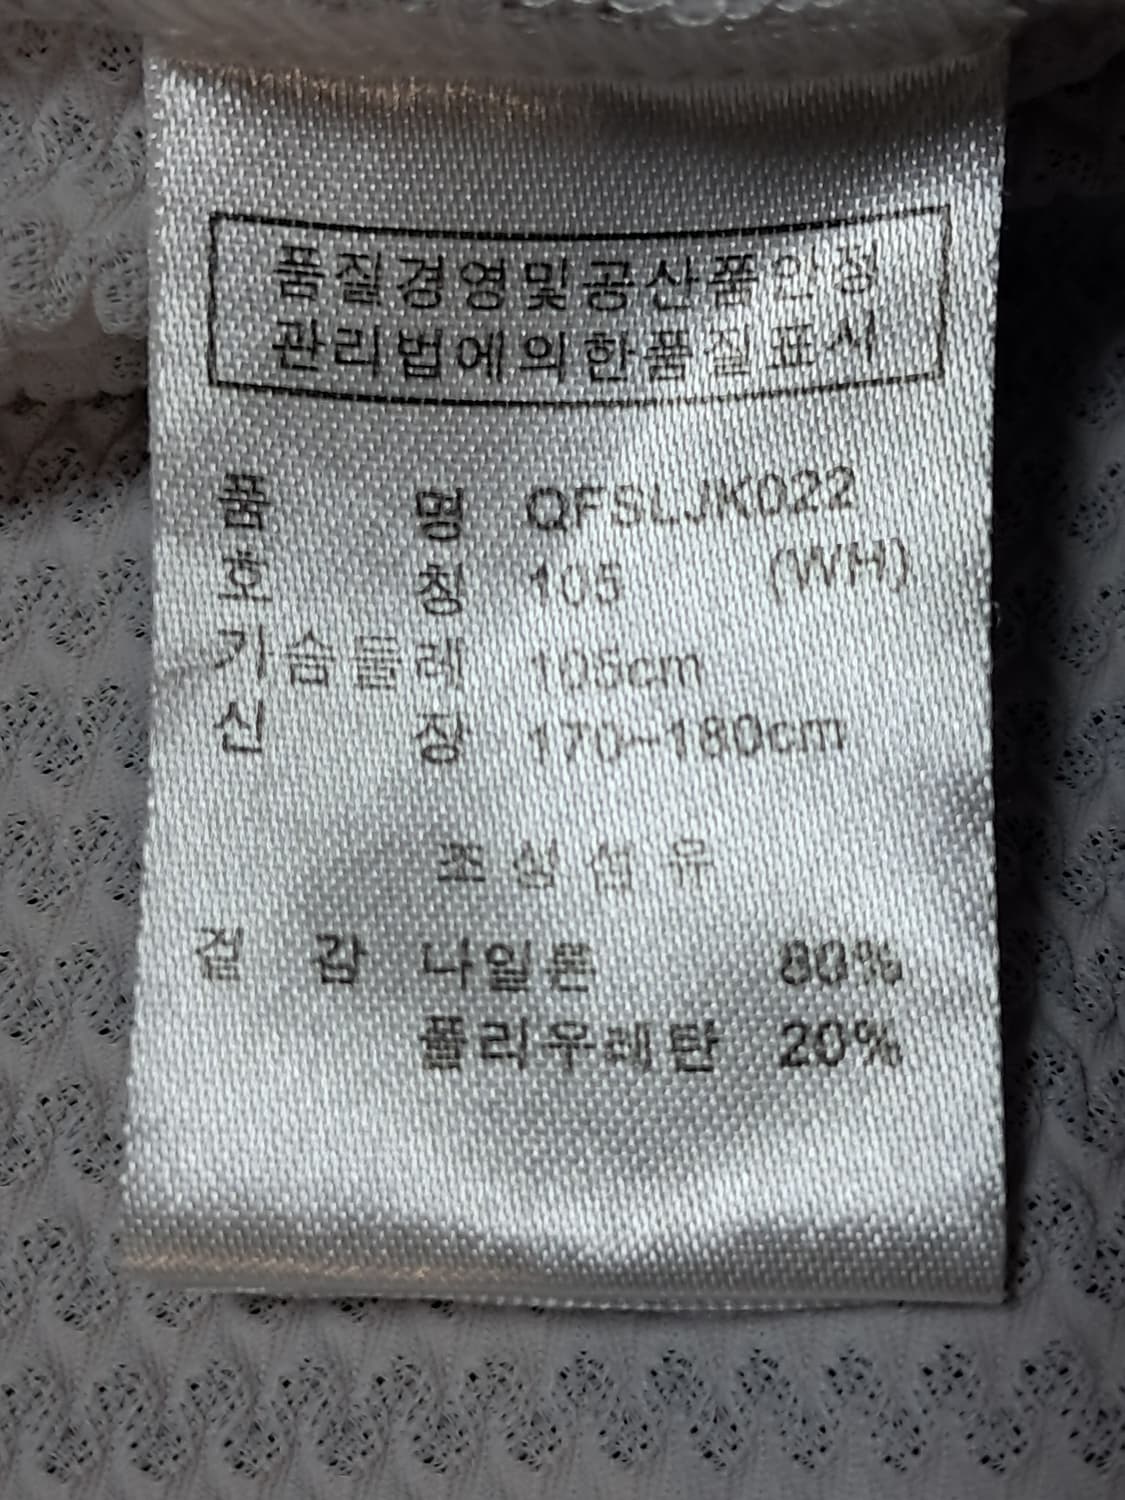 품질경영및공산품안정
관리법에의한품질표시
품 명 QFSLJK022
호 칭 105 (WH)
가슴둘레 105cm
신 장 170~180cm
조성섬유
겉 감 나일론 80%
폴리우레탄 20%